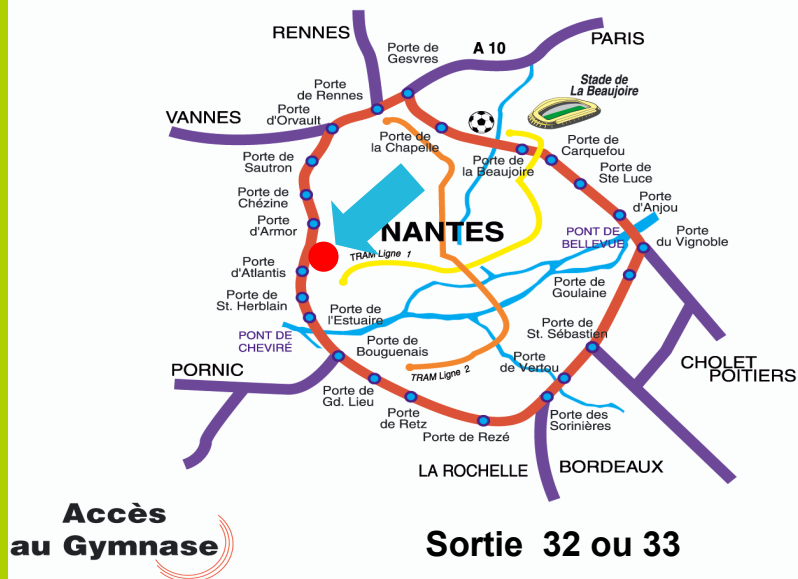 RENNES
PARIS
A 10
Porte de
Gesvres
Stade de
La Beaujoire
Porte
de Rennes
VANNES
Porte
d'Orvault
Porte de
la Chapelle
Porte de
Carquefou
Porte de
Sautron
Porte de
la Beaujoire
Porte de
Ste Luce
Porte de
Chézine
Porte
d'Anjou
Porte
d'Armor
NANTES
PONT DE
BELLEVUE
Porte
du Vignoble
TRAM Ligne 1
Porte
d'Atlantis
Porte de
Goulaine
Porte de
St. Herblain
Porte de
l'Estuaire
Porte de
St. Sébastien
PONT DE
CHEVIRÉ
Porte de
Bouguenais
Porte
de Vertou
CHOLET
POITIERS
PORNIC
TRAM Ligne 2
Porte de
Gd. Lieu
Porte
de Retz
Porte des
Sorinières
Porte de Rezé
LA ROCHELLE
BORDEAUX
Accès
au Gymnase
Sortie 32 ou 33